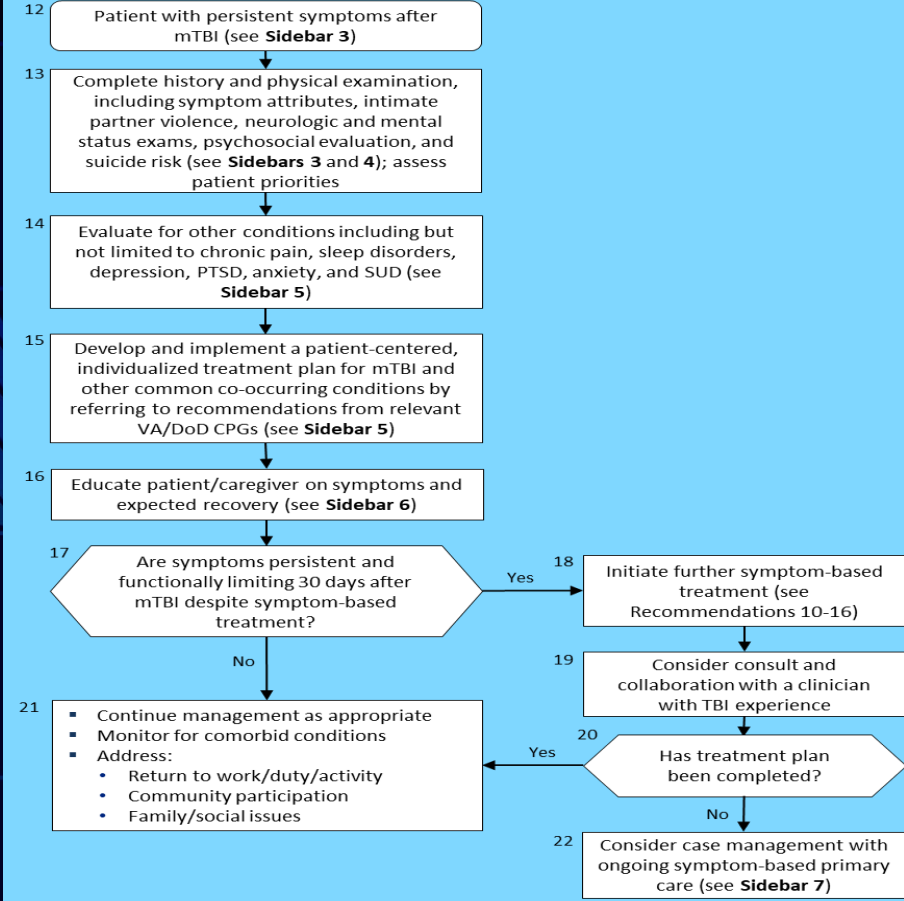 12
Patient with persistent symptoms after
mTBI (see Sidebar 3)
13
Complete history and physical examination,
including symptom attributes, intimate
partner violence, neurologic and mental
status exams, psychosocial evaluation, and
suicide risk (see Sidebars 3 and 4); assess
patient priorities
14
Evaluate for other conditions including but
not limited to chronic pain, sleep disorders,
depression, PTSD, anxiety, and SUD (see
Sidebar 5)
15
Develop and implement a patient-centered,
individualized treatment plan for mTBI and
other common co-occurring conditions by
referring to recommendations from relevant
VA/DoD CPGs (see Sidebar 5)
16
Educate patient/caregiver on symptoms and
expected recovery (see Sidebar 6)
17
Are symptoms persistent and
functionally limiting 30 days after
mTBI despite symptom-based
treatment?
Yes
No
18
Initiate further symptom-based
treatment (see
Recommendations 10-16)
19
Consider consult and
collaboration with a clinician
with TBI experience
20
Has treatment plan
been completed?
Yes
No
21
▪ Continue management as appropriate
▪ Monitor for comorbid conditions
▪ Address:
• Return to work/duty/activity
• Community participation
• Family/social issues
22
Consider case management with
ongoing symptom-based primary
care (see Sidebar 7)